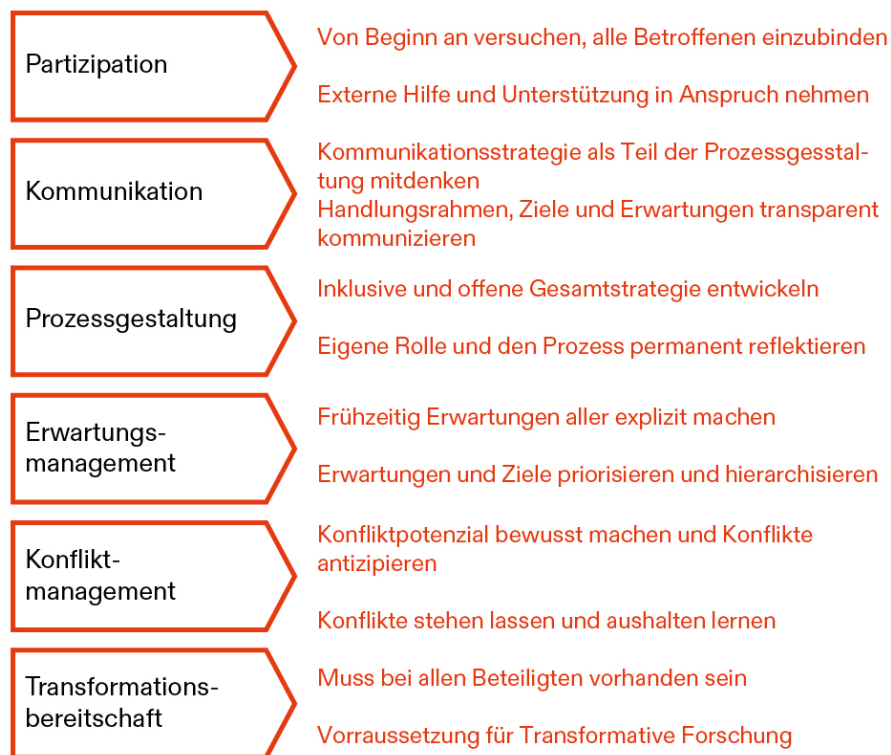 Partizipation
Von Beginn an versuchen, alle Betroffenen einzubinden
Externe Hilfe und Unterstützung in Anspruch nehmen
Kommunikation
Kommunikationsstrategie als Teil der Prozessgesstal-
tung mitdenken
Handlungsrahmen, Ziele und Erwartungen transparent
kommunizieren
Prozessgestaltung
Inklusive und offene Gesamtstrategie entwickeln
Eigene Rolle und den Prozess permanent reflektieren
Erwartungs-
management
Frühzeitig Erwartungen aller explizit machen
Erwartungen und Ziele priorisieren und hierarchisieren
Konflikt-
management
Konfliktpotenzial bewusst machen und Konflikte
antizipieren
Konflikte stehen lassen und aushalten lernen
Transformations-
bereitschaft
Muss bei allen Beteiligten vorhanden sein
Vorraussetzung für Transformative Forschung